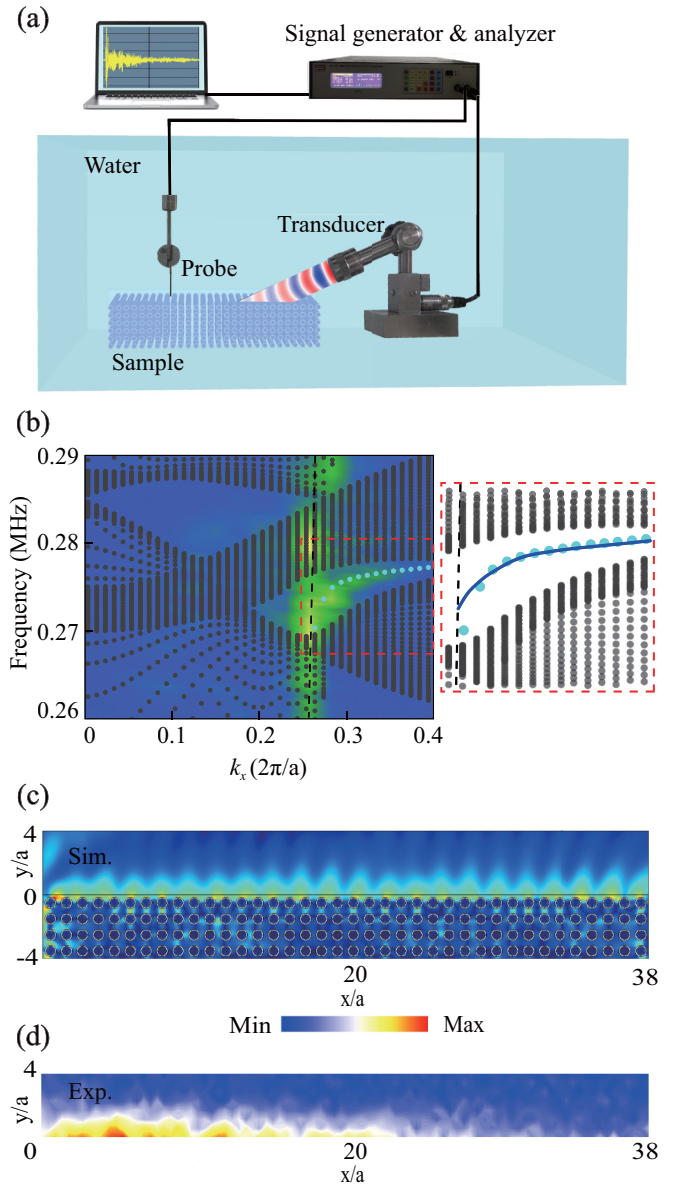 (a)
Signal generator & analyzer
Water
Transducer
Probe
Sample
(b)
0.29
0.28
0.27
0.26
Frequency (MHz)
0 0.1 0.2 0.3 0.4
kₓ (2π/a)
(c)
4
0
-4
y/a
Sim.
20 38
x/a
Min Max
(d)
4
0
y/a
Exp.
20 38
x/a